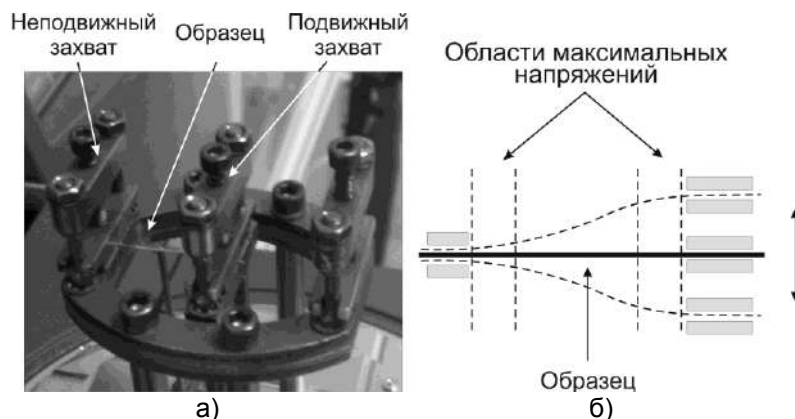 Неподвижный
захват
Образец
Подвижный
захват
Области максимальных
напряжений
Образец
а)
б)